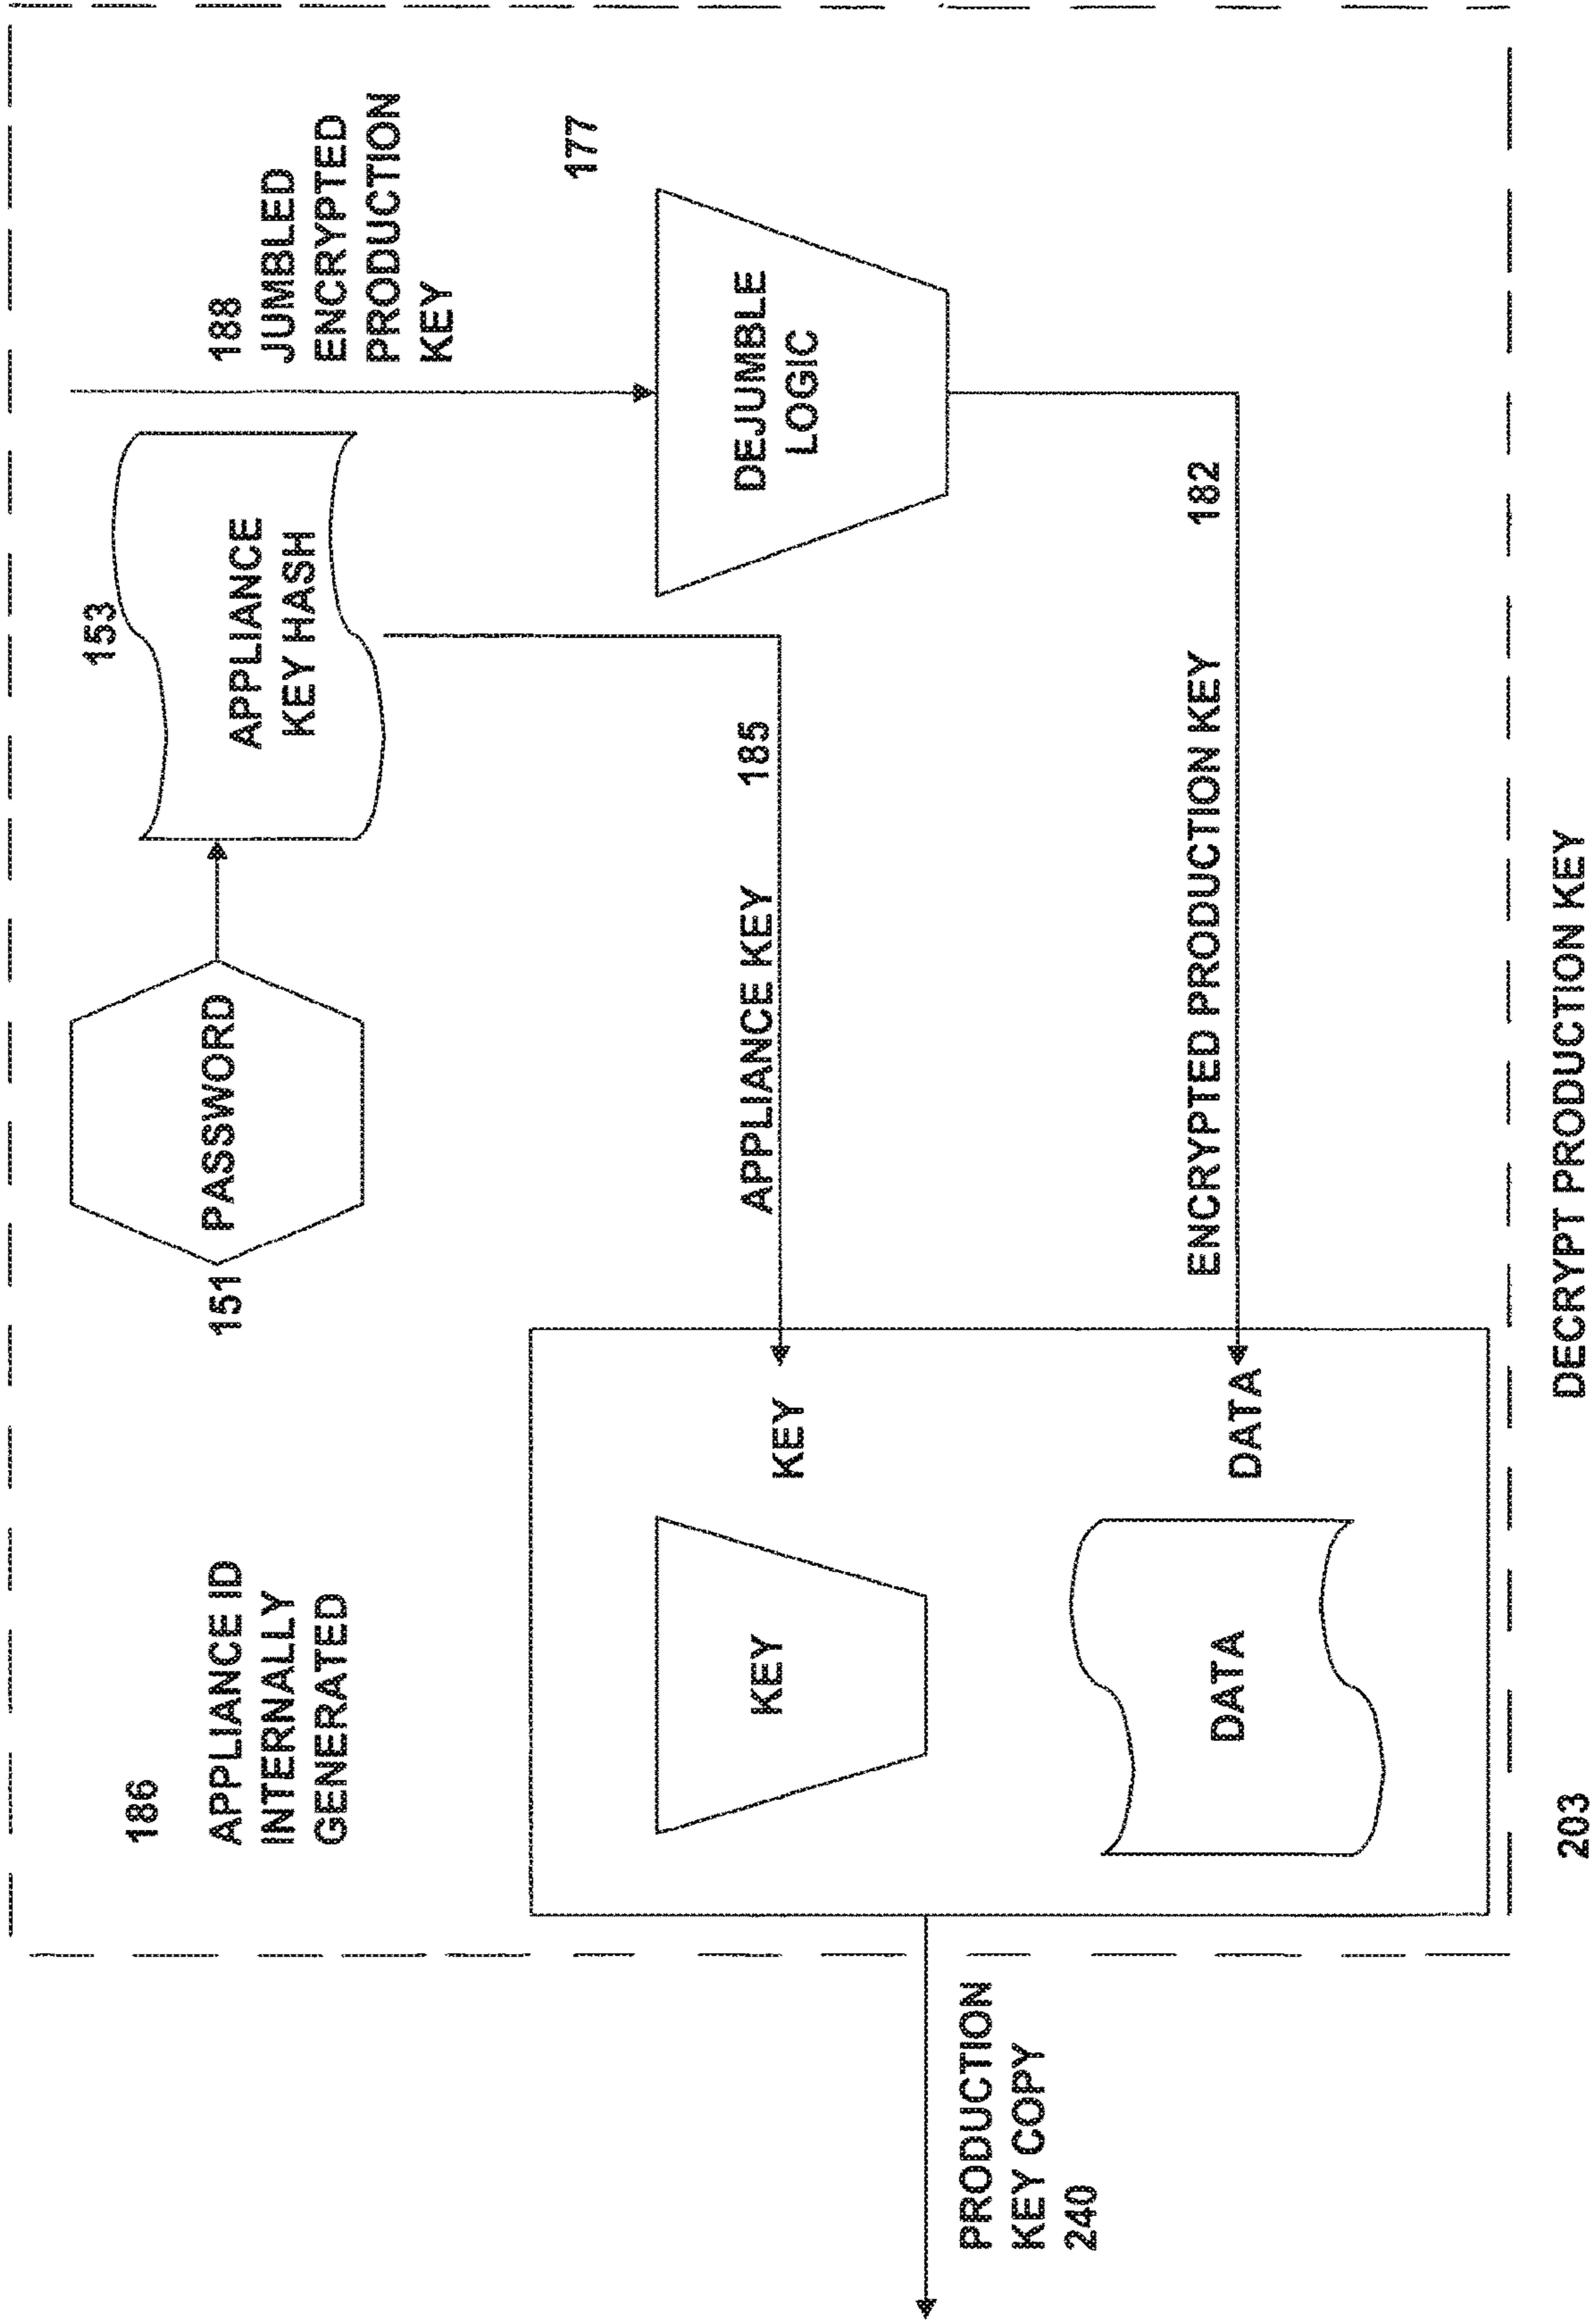 186
APPLIANCE ID
INTERNALLY
GENERATED
151
PASSWORD
153
APPLIANCE
KEY HASH
188
JUMBLED
ENCRYPTED
PRODUCTION
KEY
177
DEJUMBLE
LOGIC
APPLIANCE KEY 185
KEY
KEY
PRODUCTION
KEY COPY
240
ENCRYPTED PRODUCTION KEY 182
DATA
DATA
203
DECRYPT PRODUCTION KEY